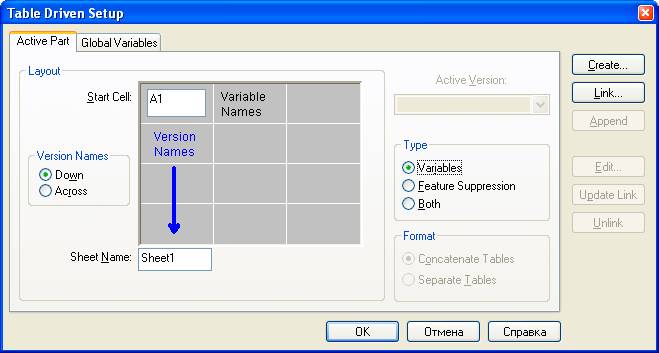 Table Driven Setup
Active Part
Global Variables
Layout
Start Cell:
A1
Variable
Names
Version
Names
Version Names
Down
Across
Sheet Name:
Sheet1
Active Version:
Type
Variables
Feature Suppression
Both
Format
Concatenate Tables
Separate Tables
Create...
Link...
Append
Edit...
Update Link
Unlink
OK
Отмена
Справка